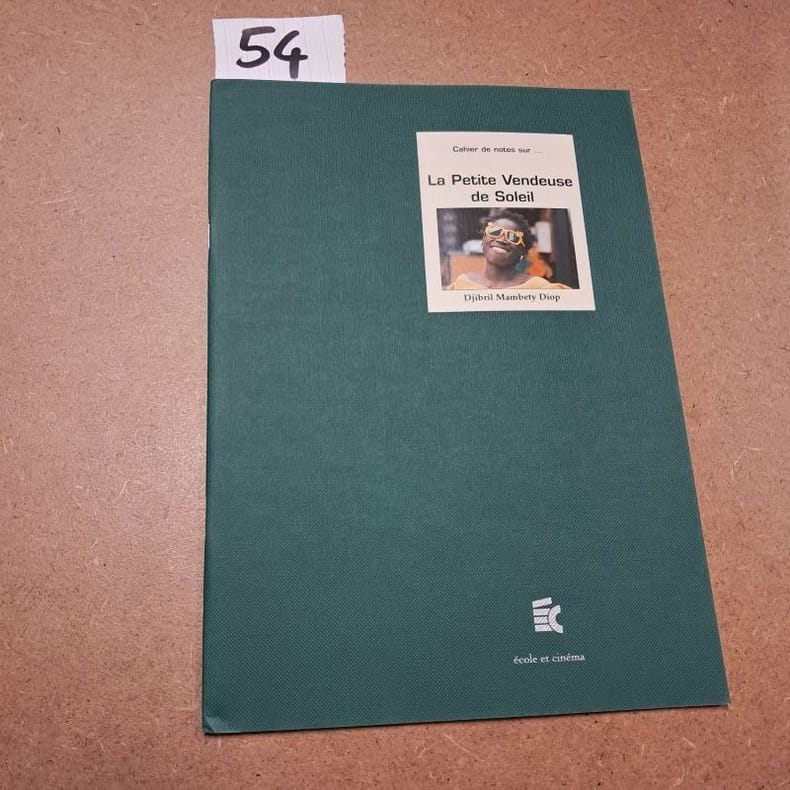 54
Cahier de notes sur ...
La Petite Vendeuse
de Soleil
Djibril Mambety Diop
école et cinéma